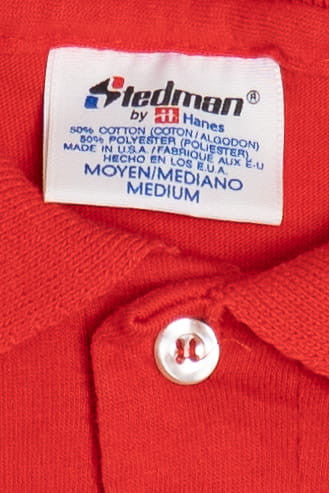 Stedman®
by Hanes
50% COTTON (COTON/ALGODON)
50% POLYESTER (POLIESTER)
MADE IN U.S.A./FABRIQUE AUX E-U
HECHO EN LOS E.U.A.
MOYEN/MEDIANO
MEDIUM